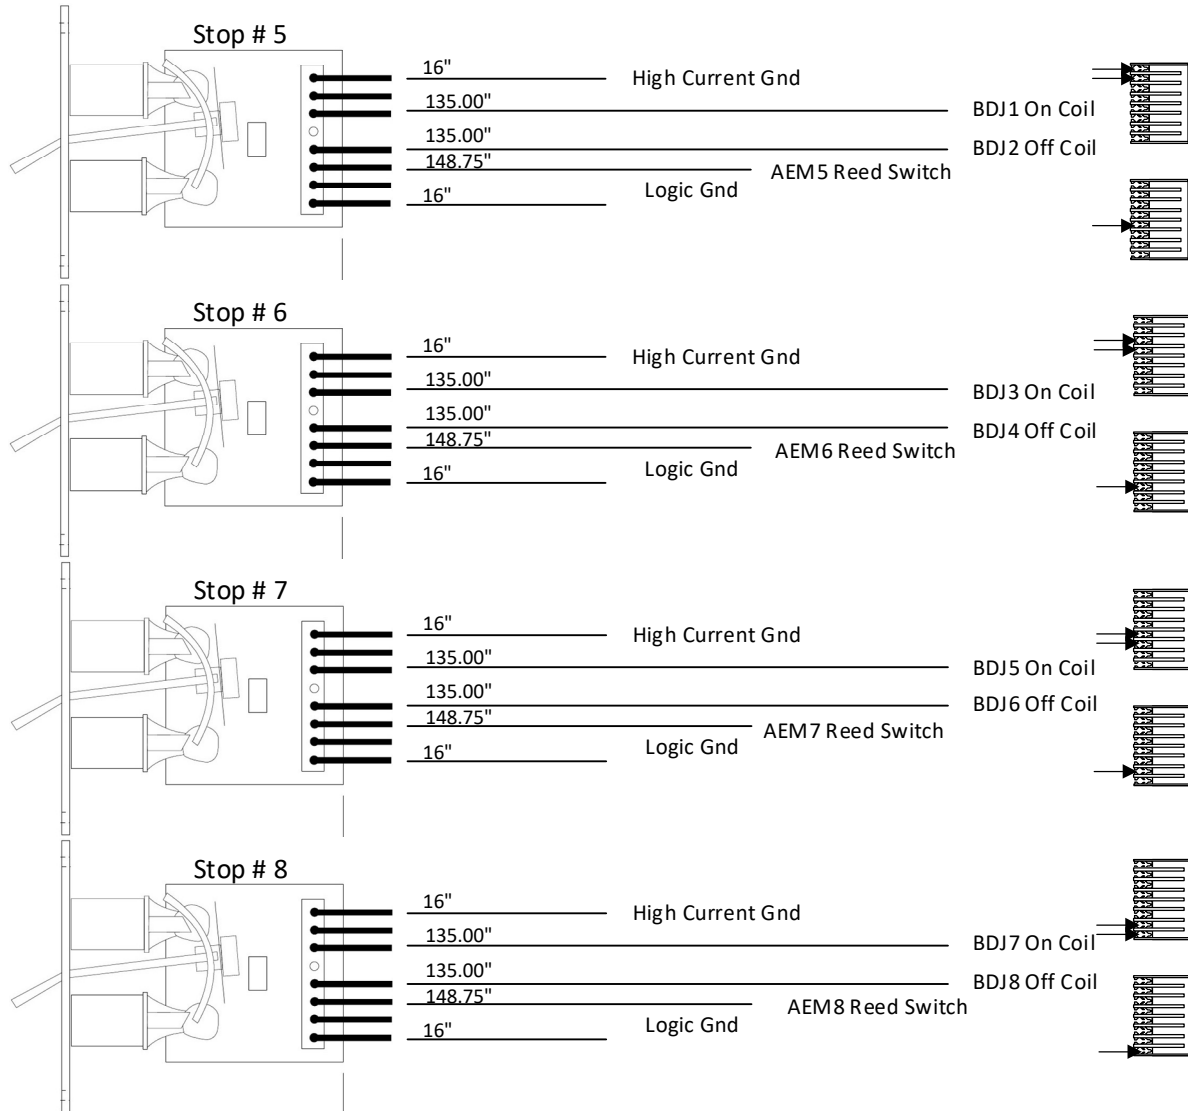 Stop # 5
16"
High Current Gnd
135.00"
BDJ1 On Coil
135.00"
BDJ2 Off Coil
148.75"
AEM5 Reed Switch
Logic Gnd
16"
Stop # 6
16"
High Current Gnd
135.00"
BDJ3 On Coil
135.00"
BDJ4 Off Coil
148.75"
AEM6 Reed Switch
Logic Gnd
16"
Stop # 7
16"
High Current Gnd
135.00"
BDJ5 On Coil
135.00"
BDJ6 Off Coil
148.75"
AEM7 Reed Switch
Logic Gnd
16"
Stop # 8
16"
High Current Gnd
135.00"
BDJ7 On Coil
135.00"
BDJ8 Off Coil
148.75"
AEM8 Reed Switch
Logic Gnd
16"